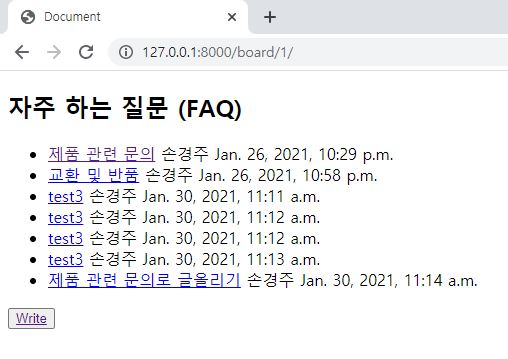 Document
127.0.0.1:8000/board/1/
자주 하는 질문 (FAQ)
제품 관련 문의 손경주 Jan. 26, 2021, 10:29 p.m.
교환 및 반품 손경주 Jan. 26, 2021, 10:58 p.m.
test3 손경주 Jan. 30, 2021, 11:11 a.m.
test3 손경주 Jan. 30, 2021, 11:12 a.m.
test3 손경주 Jan. 30, 2021, 11:12 a.m.
test3 손경주 Jan. 30, 2021, 11:13 a.m.
제품 관련 문의로 글올리기 손경주 Jan. 30, 2021, 11:14 a.m.
Write